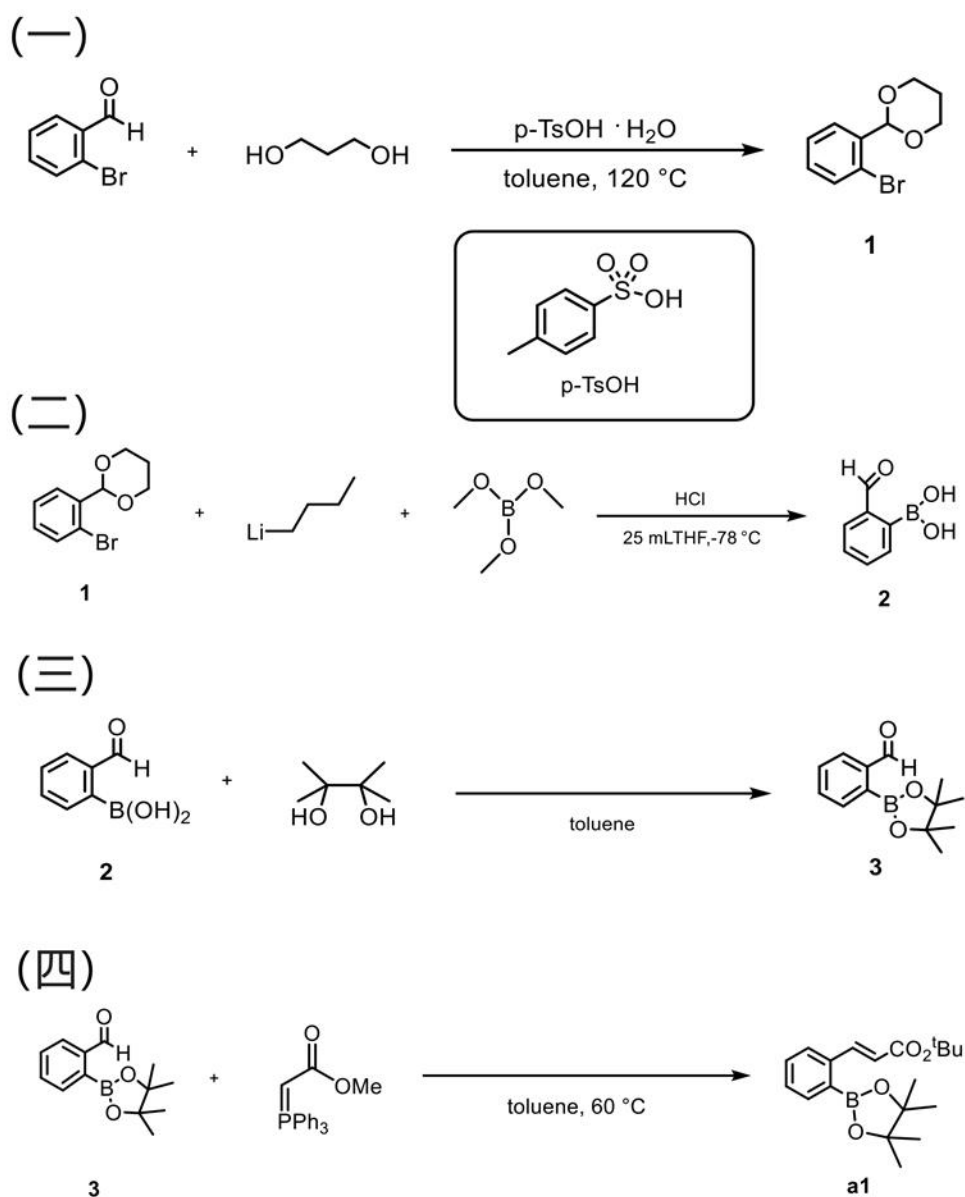 (一)
O
H
Br
+
HO
OH
p-TsOH · H₂O
toluene, 120 °C
O
O
Br
1
O
O
S
OH
p-TsOH
(二)
O
O
Br
1
+
Li
+
O
B
O
O
HCl
25 mLTHF,-78 °C
H
O
OH
B
OH
2
(三)
O
H
B(OH)₂
2
+
HO
OH
toluene
O
H
B
O
O
3
(四)
O
H
B
O
O
3
+
O
OMe
PPh₃
toluene, 60 °C
CO₂ᵗBu
B
O
O
a1